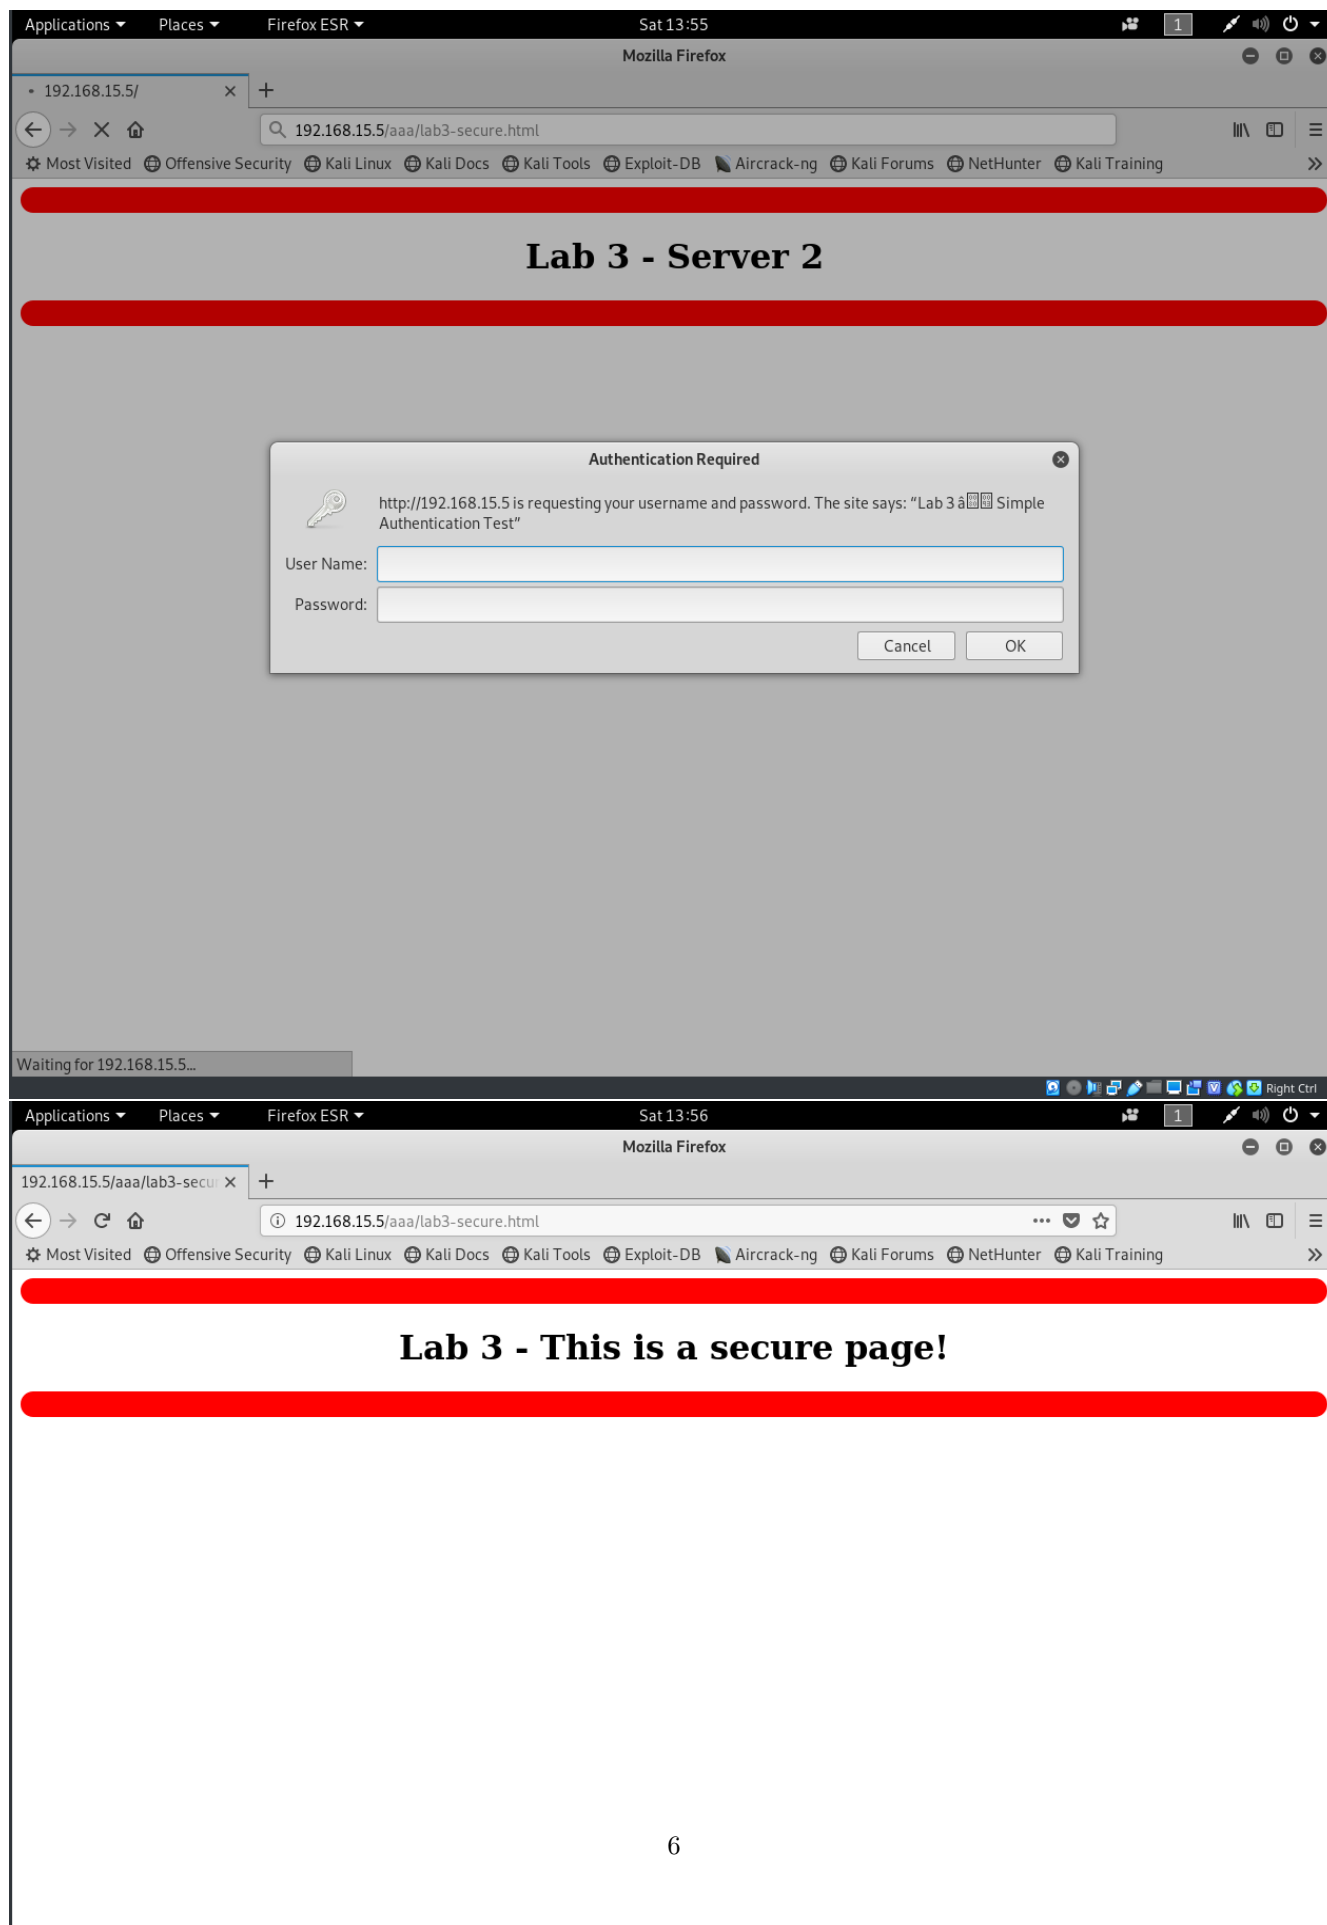 Applications Places Firefox ESR Sat 13:55 1
Mozilla Firefox
192.168.15.5/
192.168.15.5/aaa/lab3-secure.html
Most Visited Offensive Security Kali Linux Kali Docs Kali Tools Exploit-DB Aircrack-ng Kali Forums NetHunter Kali Training
Lab 3 - Server 2
Authentication Required
http://192.168.15.5 is requesting your username and password. The site says: “Lab 3 â Simple
Authentication Test”
User Name:
Password:
Cancel OK
Waiting for 192.168.15.5...
Right Ctrl
Applications Places Firefox ESR Sat 13:56 1
Mozilla Firefox
192.168.15.5/aaa/lab3-secu
192.168.15.5/aaa/lab3-secure.html
Most Visited Offensive Security Kali Linux Kali Docs Kali Tools Exploit-DB Aircrack-ng Kali Forums NetHunter Kali Training
Lab 3 - This is a secure page!
6